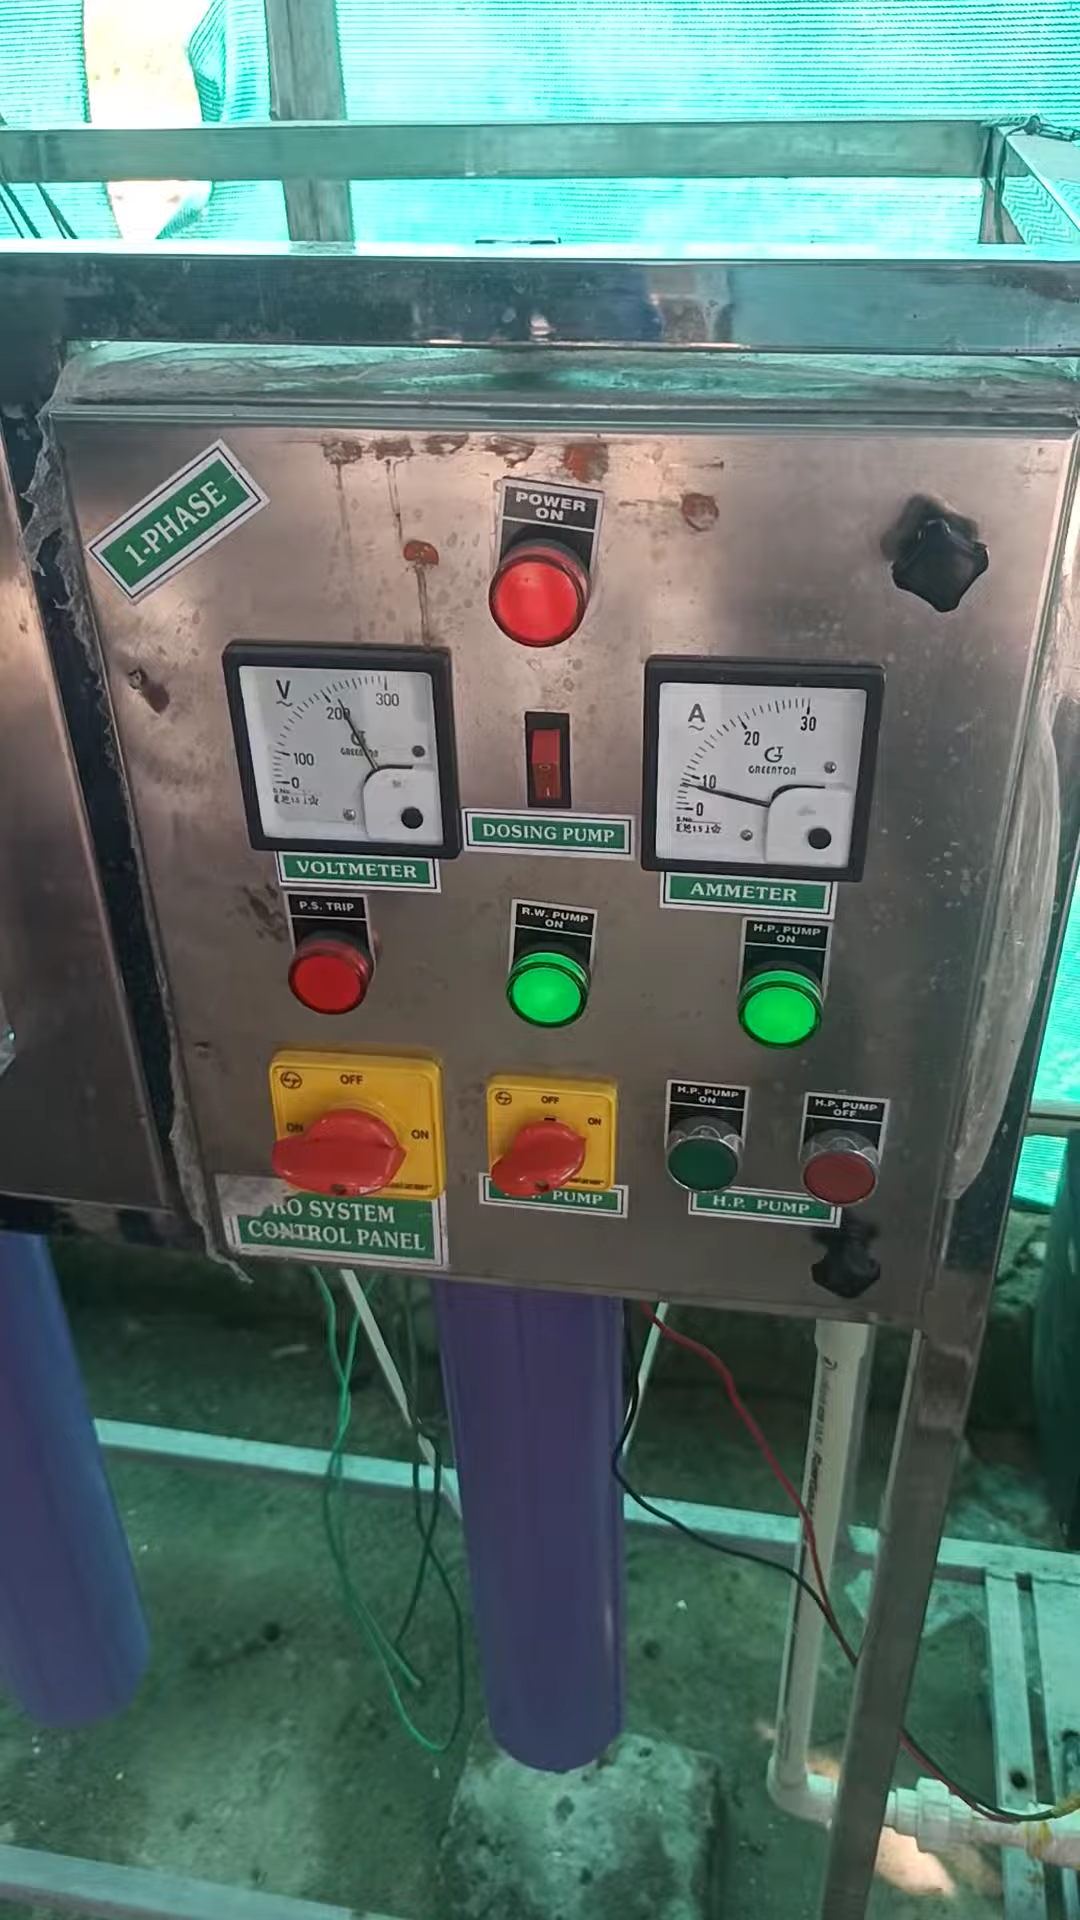 1-PHASE
POWER
ON
V
300
200
100
0
GREENTON
A
30
20
10
0
GREENTON
DOSING PUMP
VOLTMETER
AMMETER
P.S. TRIP
R.W. PUMP
ON
H.P. PUMP
ON
OFF
ON
ON
OFF
ON
H.P. PUMP
ON
H.P. PUMP
OFF
PUMP
H.P. PUMP
RO SYSTEM
CONTROL PANEL